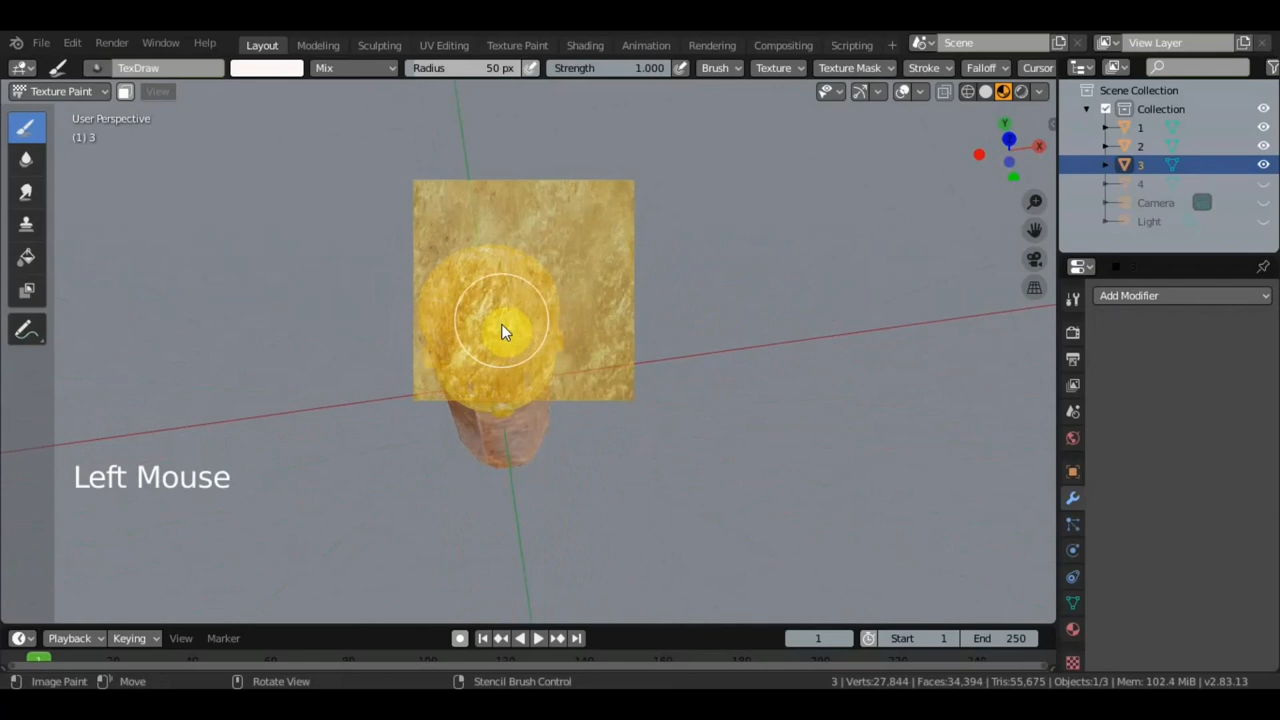 File Edit Render Window Help Layout Modeling Sculpting UV Editing Texture Paint Shading Animation Rendering Compositing Scripting + Scene View Layer
TexDraw Mix Radius 50 px Strength 1.000 Brush Texture Texture Mask Stroke Falloff Cursor
Texture Paint View
Scene Collection
Collection
1
2
3
4
Camera
Light
User Perspective
(1) 3
Y
X
3
Add Modifier
Left Mouse
Playback Keying View Marker 1 Start 1 End 250
1
Image Paint Move Rotate View Stencil Brush Control 3 | Verts:27,844 | Faces:34,394 | Tris:55,675 | Objects:1/3 | Mem: 102.4 MiB | v2.83.13